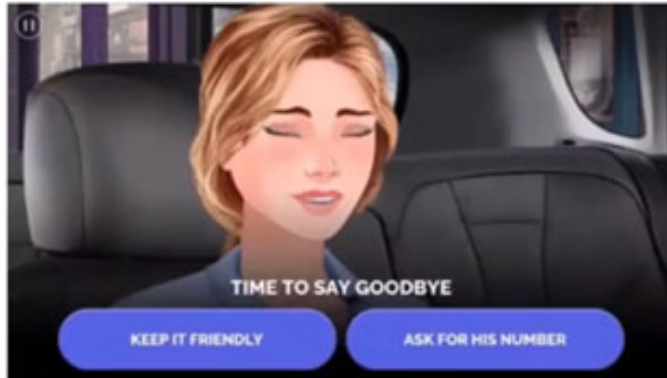 TIME TO SAY GOODBYE
KEEP IT FRIENDLY
ASK FOR HIS NUMBER